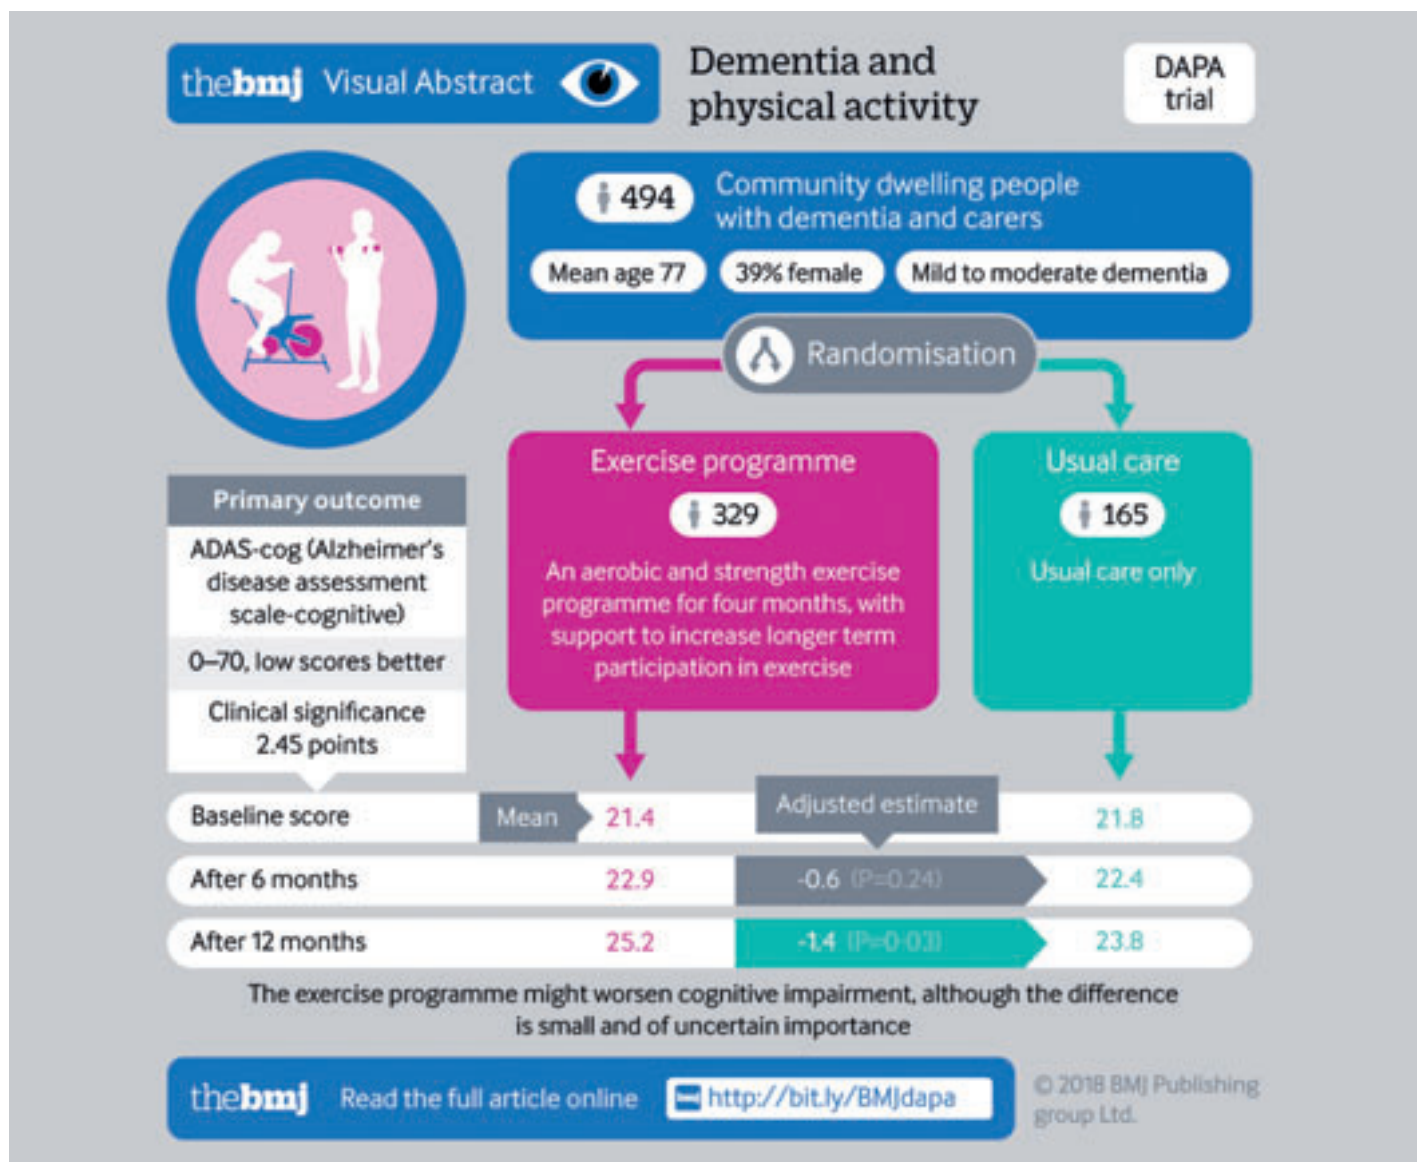 thebmj Visual Abstract
Dementia and
physical activity
DAPA
trial
494
Community dwelling people
with dementia and carers
Mean age 77
39% female
Mild to moderate dementia
Randomisation
Exercise programme
329
An aerobic and strength exercise
programme for four months, with
support to increase longer term
participation in exercise
Usual care
165
Usual care only
Primary outcome
ADAS-cog (Alzheimer's
disease assessment
scale-cognitive)
0–70, low scores better
Clinical significance
2.45 points
Baseline score
Mean
21.4
Adjusted estimate
21.8
After 6 months
22.9
-0.6 (P=0.24)
22.4
After 12 months
25.2
-1.4 (P=0.03)
23.8
The exercise programme might worsen cognitive impairment, although the difference
is small and of uncertain importance
thebmj Read the full article online
http://bit.ly/BMJdapa
© 2018 BMJ Publishing
group Ltd.